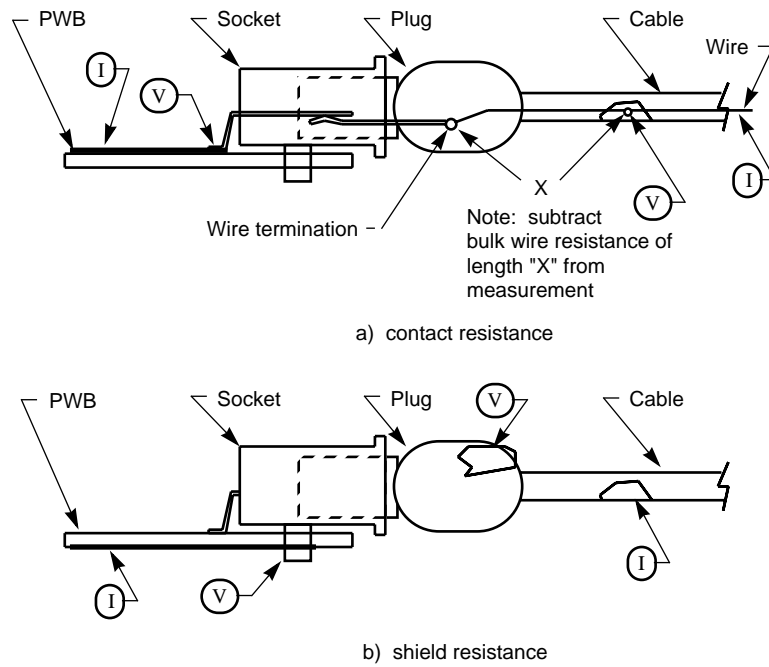 PWB
Socket
Plug
Cable
Wire
I
V
X
V
I
Wire termination
Note: subtract
bulk wire resistance of
length "X" from
measurement
a) contact resistance
PWB
Socket
Plug
V
Cable
I
V
I
b) shield resistance